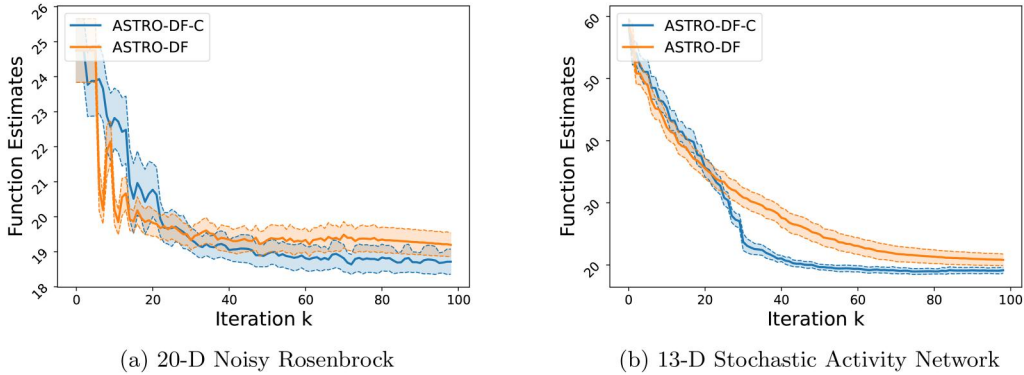 26
25
24
23
22
21
20
19
18
Function Estimates
ASTRO-DF-C
ASTRO-DF
0 20 40 60 80 100
Iteration k
(a) 20-D Noisy Rosenbrock
60
50
40
30
20
Function Estimates
ASTRO-DF-C
ASTRO-DF
0 20 40 60 80 100
Iteration k
(b) 13-D Stochastic Activity Network